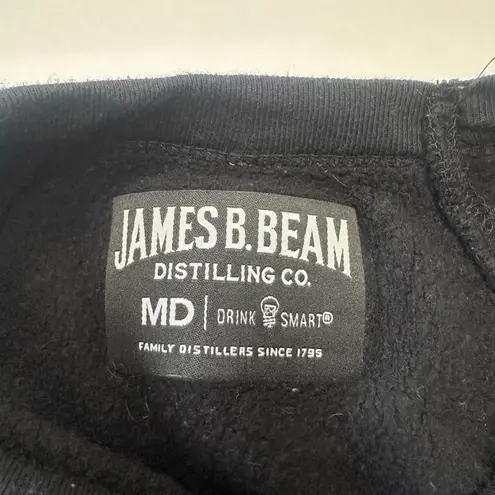 JAMES B. BEAM
DISTILLING CO.
MD | DRINK SMART®
FAMILY DISTILLERS SINCE 1795